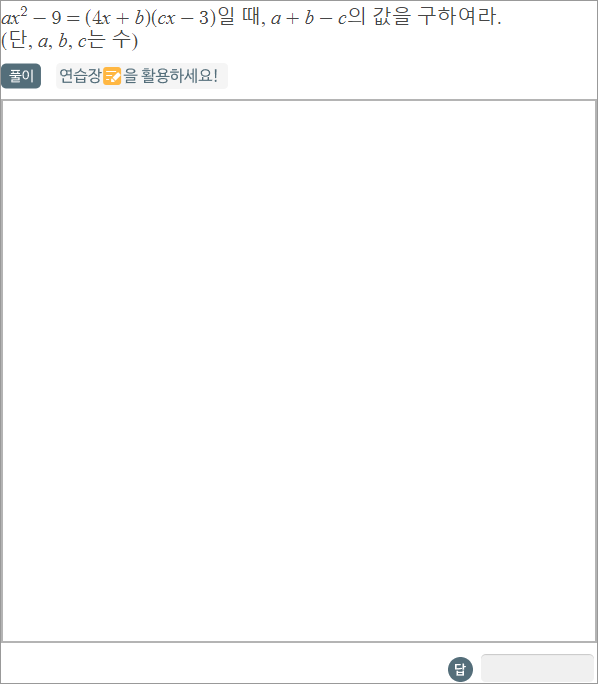 ax² − 9 = (4x + b)(cx − 3)일 때, a + b − c의 값을 구하여라.
(단, a, b, c는 수)
풀이 연습장을 활용하세요!
답